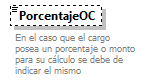 PorcentajeOC
En el caso que el cargo
posea un porcentaje o monto
para su cálculo se debe de
indicar el mismo